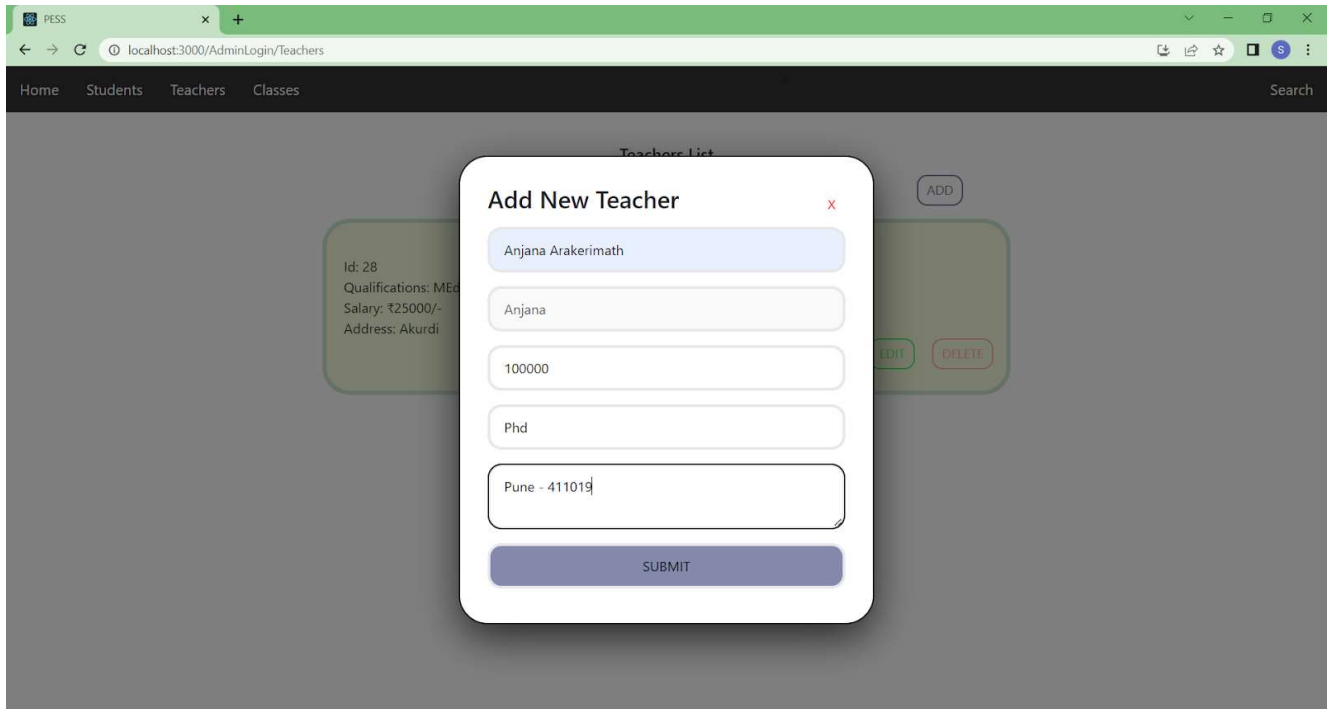 PESS
localhost:3000/AdminLogin/Teachers
S
Home Students Teachers Classes Search
Teachers List
ADD
Add New Teacher
X
Anjana Arakerimath
Id: 28
Qualifications: MEd
Salary: ₹25000/-
Address: Akurdi
Anjana
100000
EDIT DELETE
Phd
Pune - 411019
SUBMIT